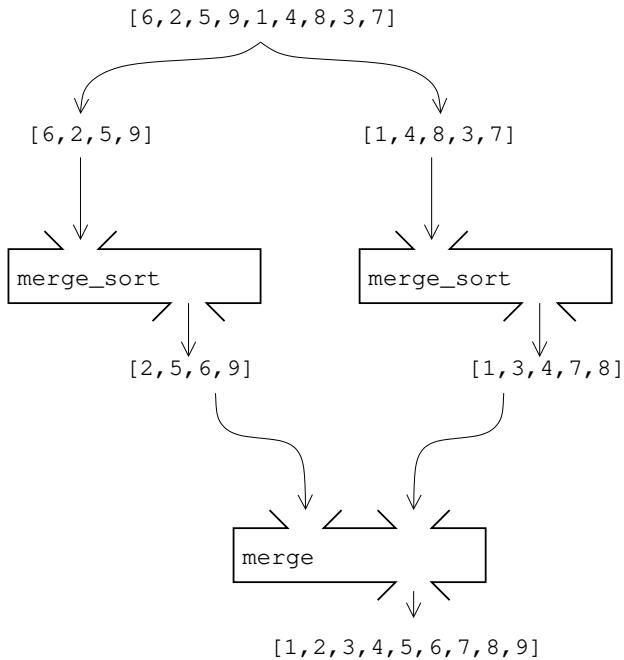 [6,2,5,9,1,4,8,3,7]
[6,2,5,9]
[1,4,8,3,7]
merge_sort
merge_sort
[2,5,6,9]
[1,3,4,7,8]
merge
[1,2,3,4,5,6,7,8,9]